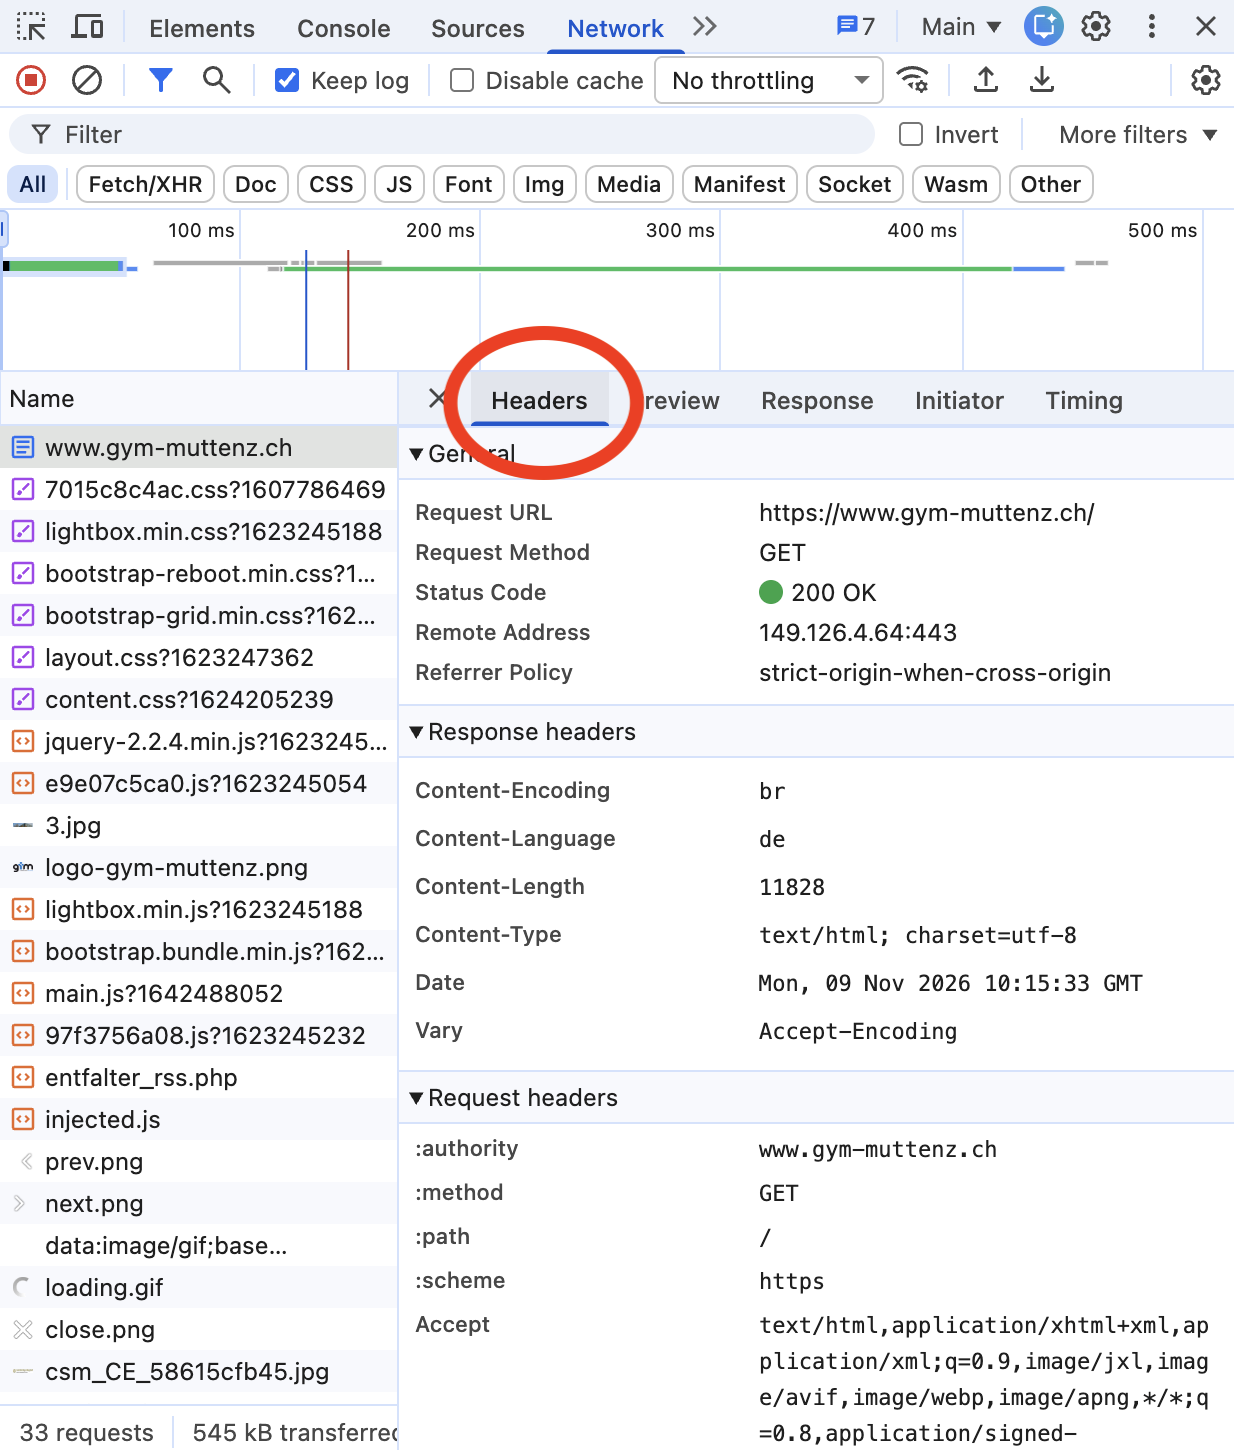 Elements Console Sources Network 7 Main
Keep log Disable cache No throttling
Filter Invert More filters
All Fetch/XHR Doc CSS JS Font Img Media Manifest Socket Wasm Other
100 ms 200 ms 300 ms 400 ms 500 ms
Name
www.gym-muttenz.ch
7015c8c4ac.css?1607786469
lightbox.min.css?1623245188
bootstrap-reboot.min.css?1...
bootstrap-grid.min.css?162...
layout.css?1623247362
content.css?1624205239
jquery-2.2.4.min.js?1623245...
e9e07c5ca0.js?1623245054
3.jpg
logo-gym-muttenz.png
lightbox.min.js?1623245188
bootstrap.bundle.min.js?162...
main.js?1642488052
97f3756a08.js?1623245232
entfalter_rss.php
injected.js
prev.png
next.png
data:image/gif;base...
loading.gif
close.png
csm_CE_58615cfb45.jpg
33 requests 545 kB transferred
Headers review Response Initiator Timing
General
Request URL https://www.gym-muttenz.ch/
Request Method GET
Status Code 200 OK
Remote Address 149.126.4.64:443
Referrer Policy strict-origin-when-cross-origin
Response headers
Content-Encoding br
Content-Language de
Content-Length 11828
Content-Type text/html; charset=utf-8
Date Mon, 09 Nov 2026 10:15:33 GMT
Vary Accept-Encoding
Request headers
:authority www.gym-muttenz.ch
:method GET
:path /
:scheme https
Accept text/html,application/xhtml+xml,ap
plication/xml;q=0.9,image/jxl,imag
e/avif,image/webp,image/apng,*/*;q
=0.8,application/signed-